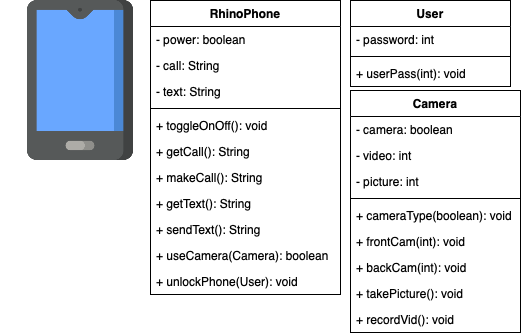 RhinoPhone
- power: boolean
- call: String
- text: String
+ toggleOnOff(): void
+ getCall(): String
+ makeCall(): String
+ getText(): String
+ sendText(): String
+ useCamera(Camera): boolean
+ unlockPhone(User): void
User
- password: int
+ userPass(int): void
Camera
- camera: boolean
- video: int
- picture: int
+ cameraType(boolean): void
+ frontCam(int): void
+ backCam(int): void
+ takePicture(): void
+ recordVid(): void